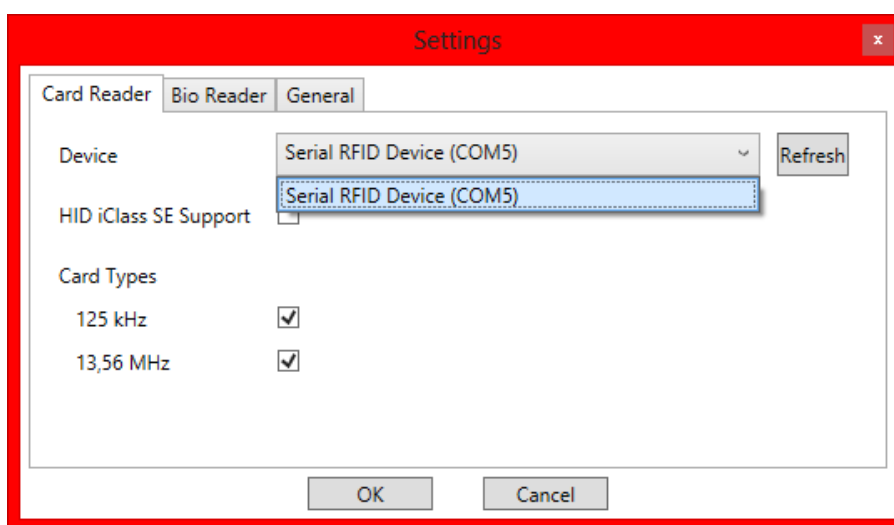 Settings
x
Card Reader Bio Reader General
Device Serial RFID Device (COM5) Refresh
Serial RFID Device (COM5)
HID iClass SE Support
Card Types
125 kHz
13,56 MHz
OK Cancel